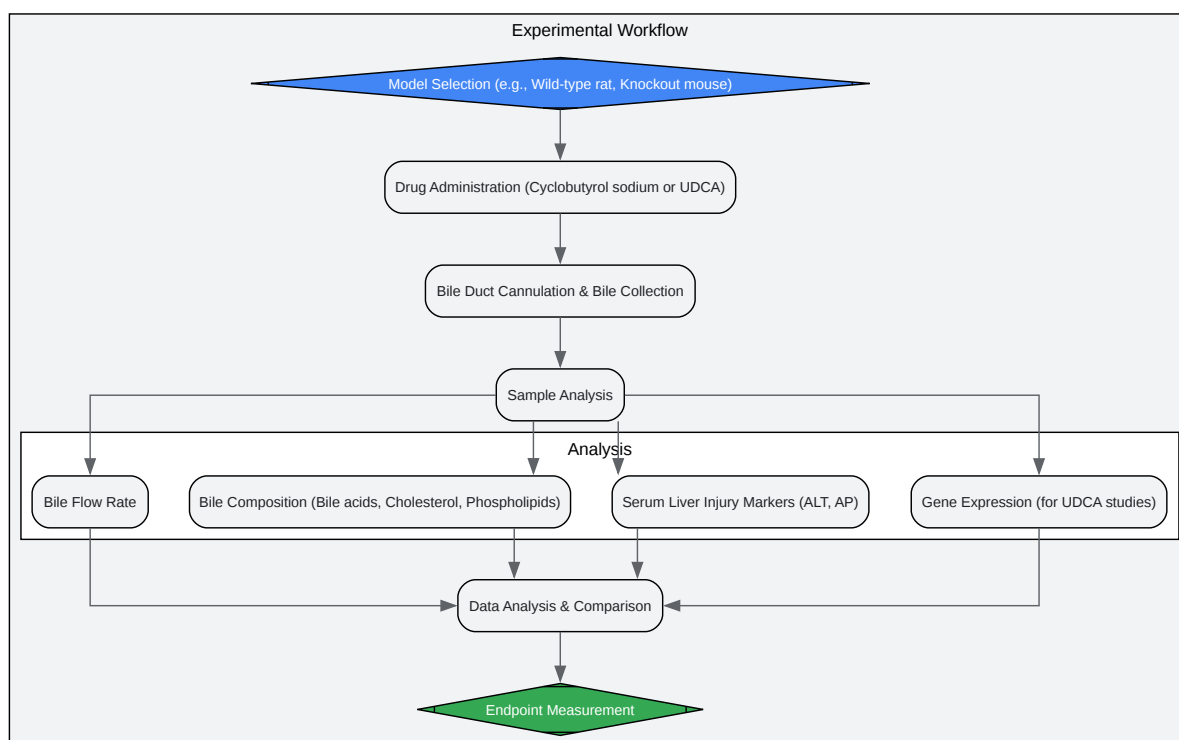 Experimental Workflow
Model Selection (e.g., Wild-type rat, Knockout mouse)
Drug Administration (Cyclobutyrol sodium or UDCA)
Bile Duct Cannulation & Bile Collection
Sample Analysis
Analysis
Bile Flow Rate
Bile Composition (Bile acids, Cholesterol, Phospholipids)
Serum Liver Injury Markers (ALT, AP)
Gene Expression (for UDCA studies)
Data Analysis & Comparison
Endpoint Measurement